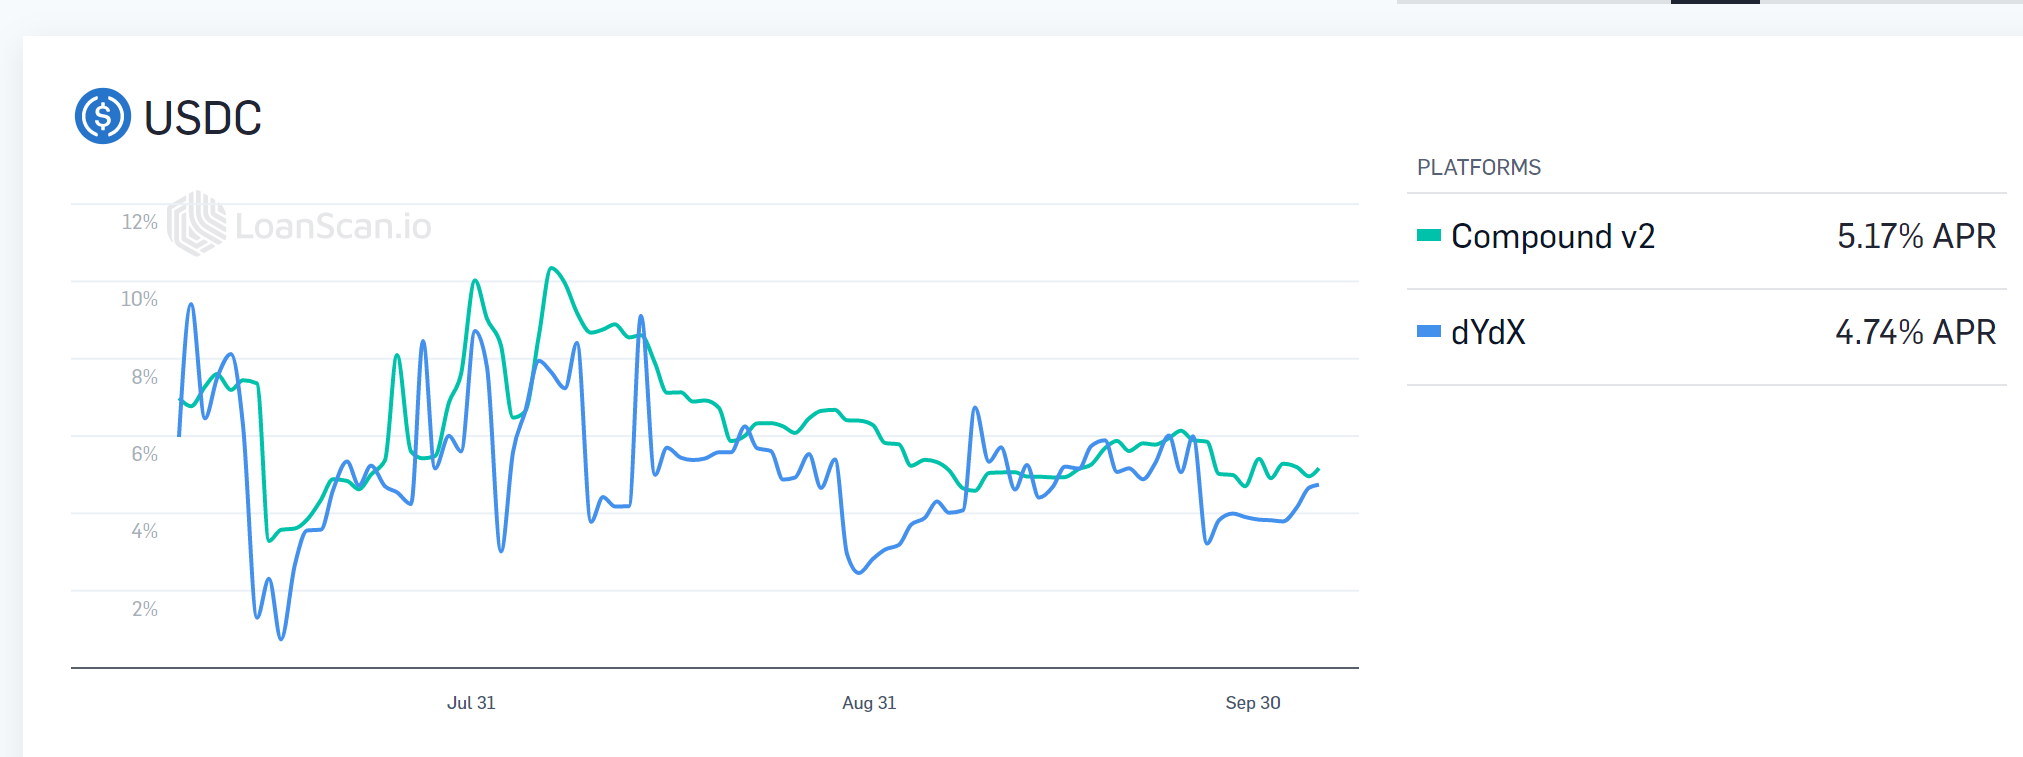 USDC
LoanScan.io
12%
10%
8%
6%
4%
2%
Jul 31
Aug 31
Sep 30
PLATFORMS
Compound v2 5.17% APR
dYdX 4.74% APR